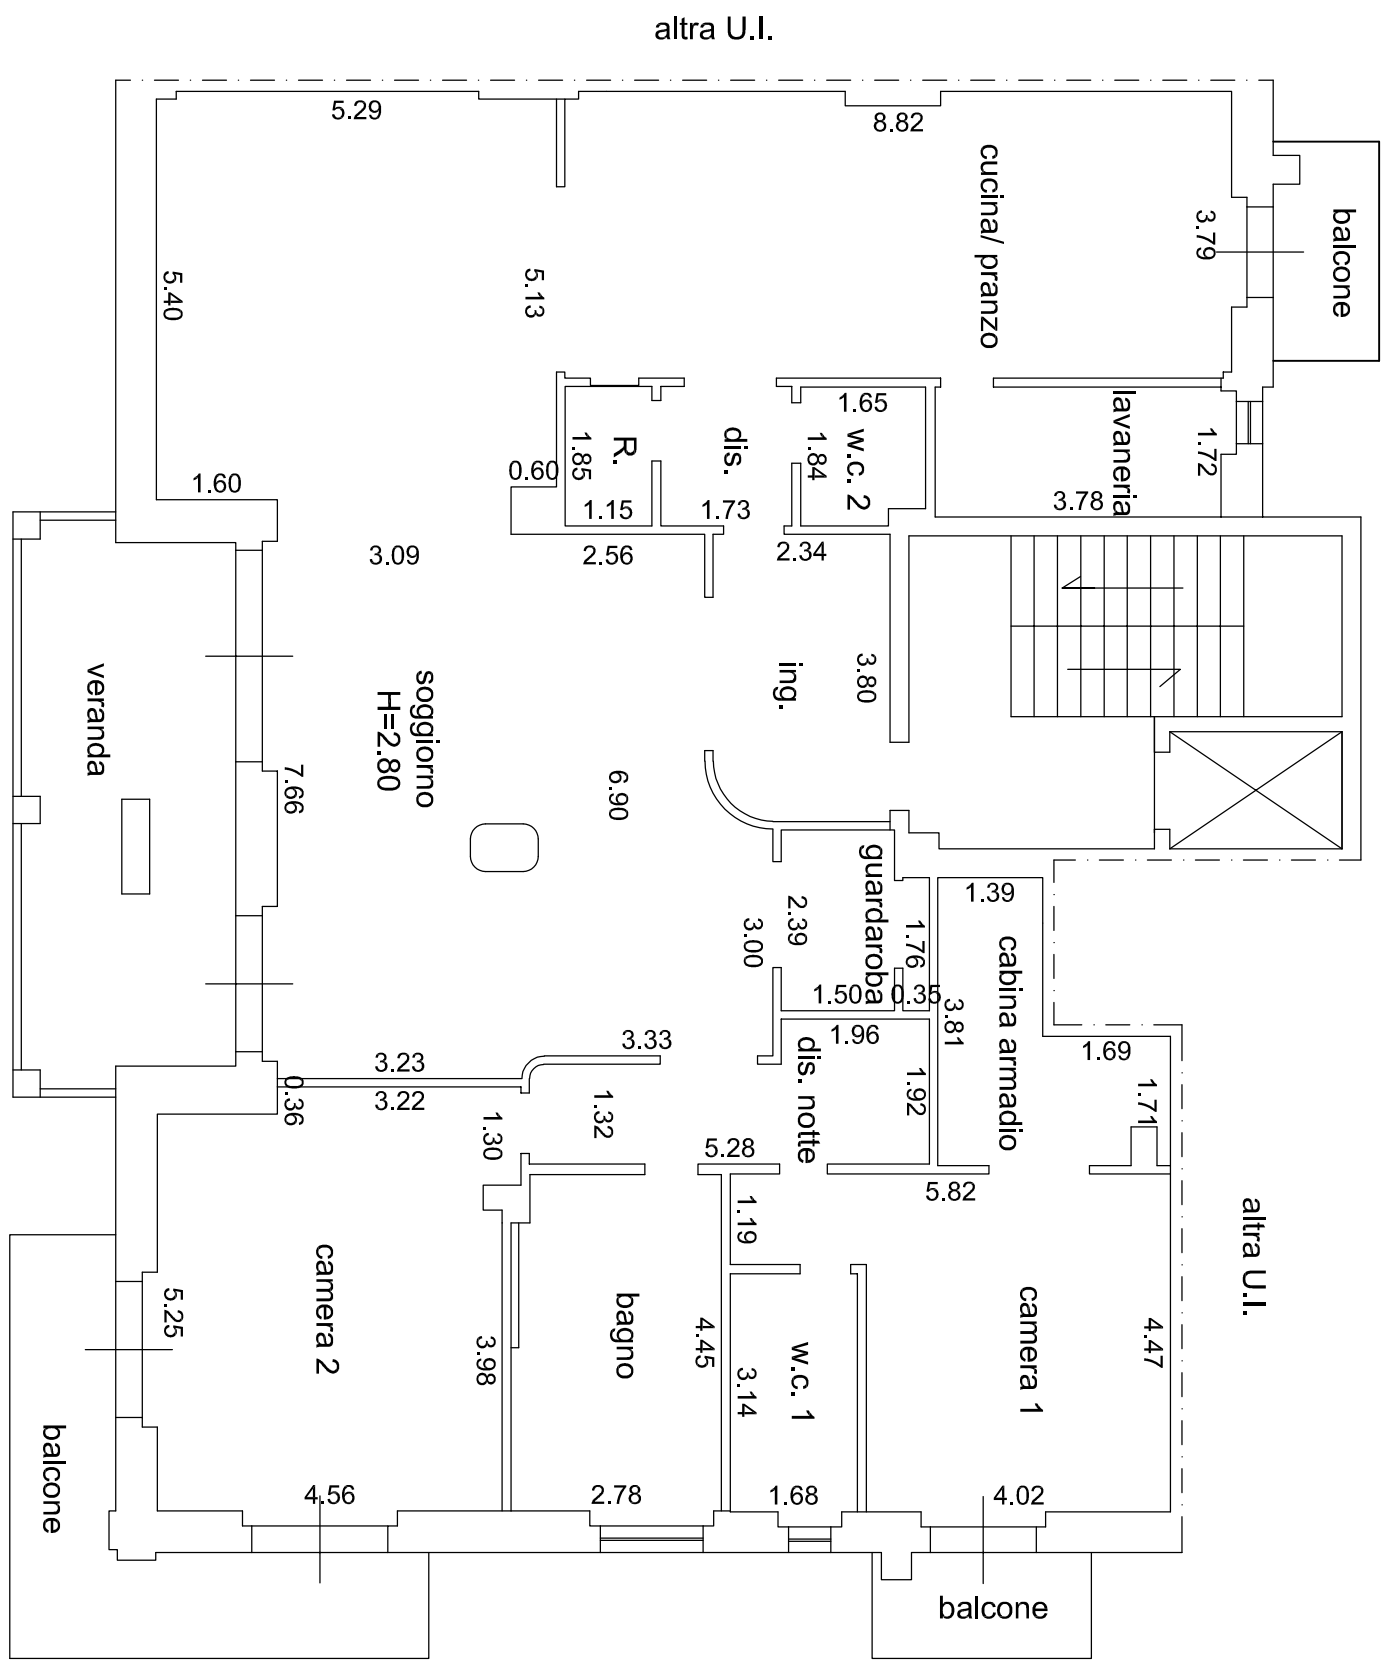 altra U.I.
5.29
8.82
cucina/ pranzo
3.79
balcone
5.40
5.13
lavaneria
1.65
1.72
1.60
0.60
1.85
R.
dis.
1.84
w.c. 2
3.78
1.15
1.73
3.09
2.56
2.34
veranda
soggiorno
H=2.80
ing.
3.80
7.66
6.90
guardaroba
1.39
2.39
3.00
1.76
cabina armadio
1.50
0.35
3.81
3.33
1.96
dis. notte
1.69
3.23
0.36
3.22
1.32
1.92
1.71
1.30
5.28
5.82
1.19
altra U.I.
camera 2
5.25
bagno
camera 1
3.98
4.45
4.47
3.14
w.c. 1
balcone
4.56
2.78
1.68
4.02
balcone